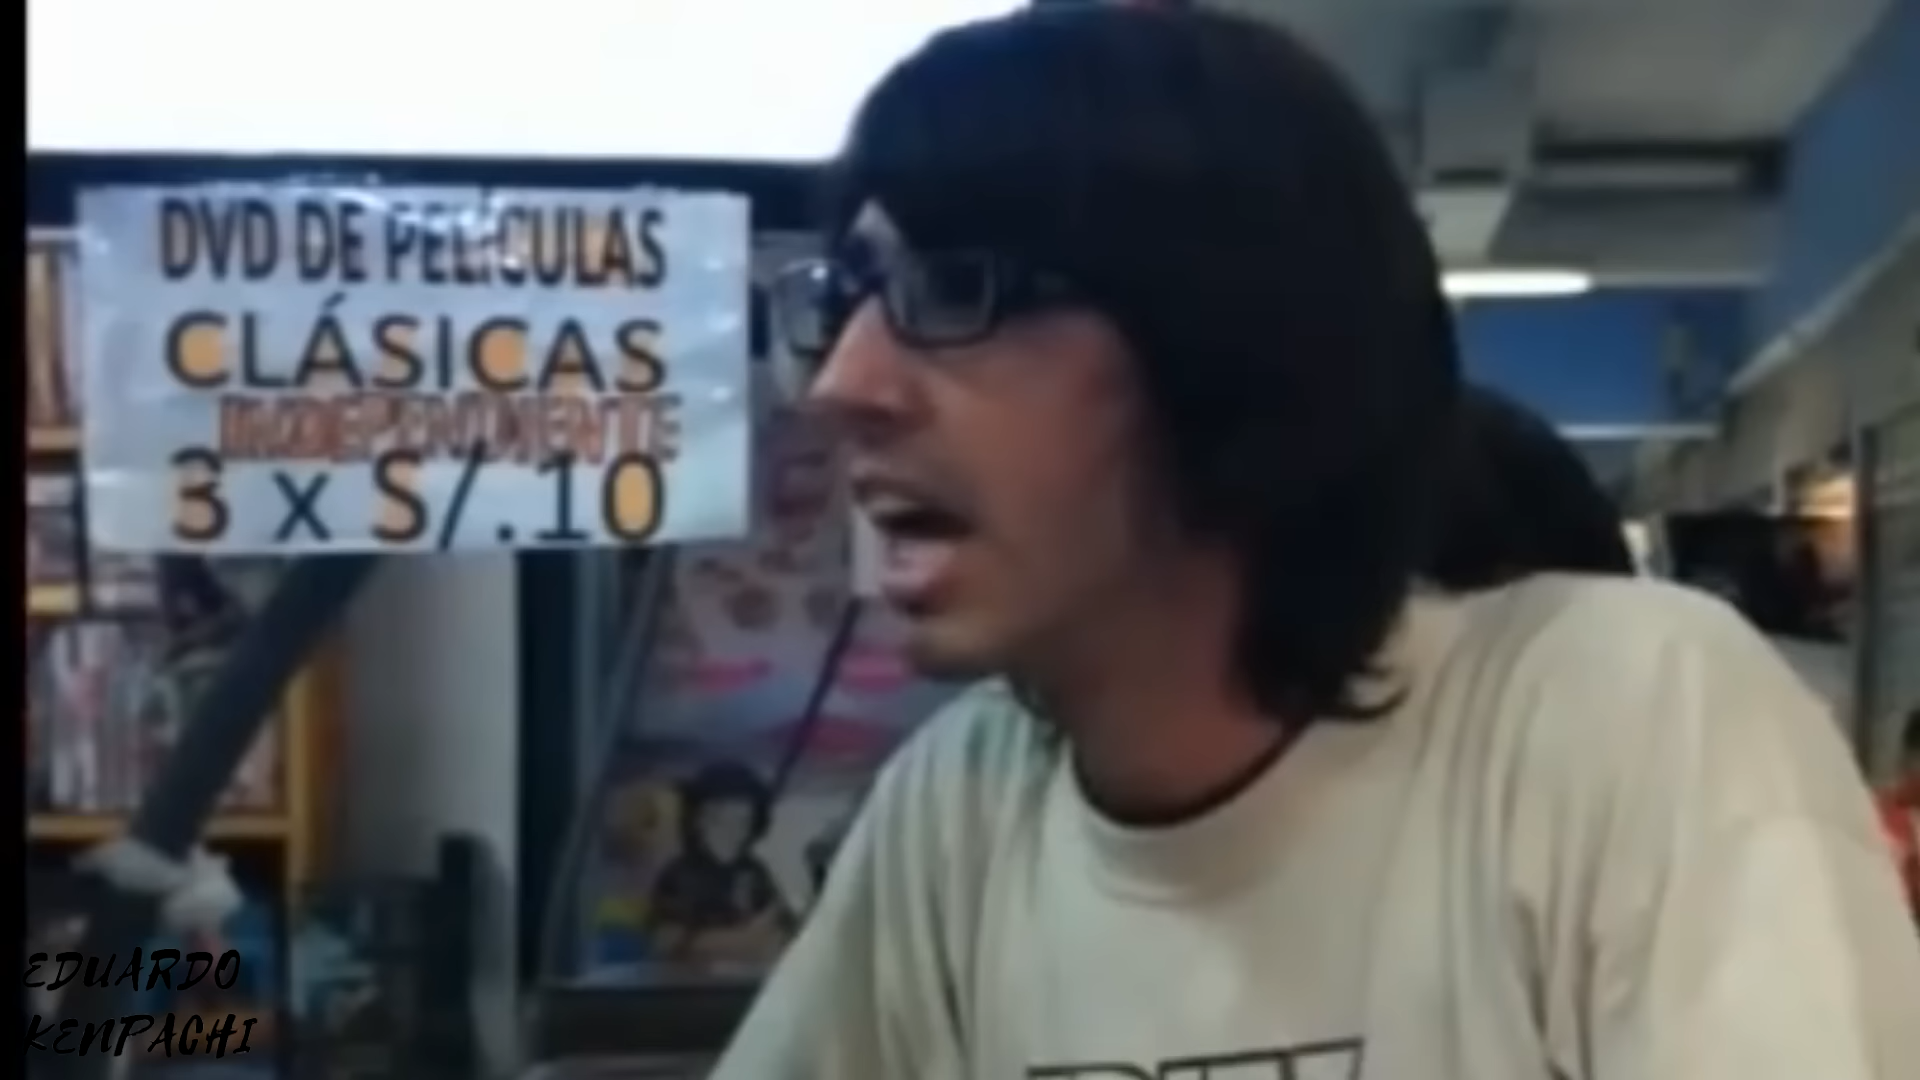 DVD DE PELÍCULAS
CLÁSICAS
INDEPENDIENTE
3 x S/.10
EDUARDO
KENPACHI